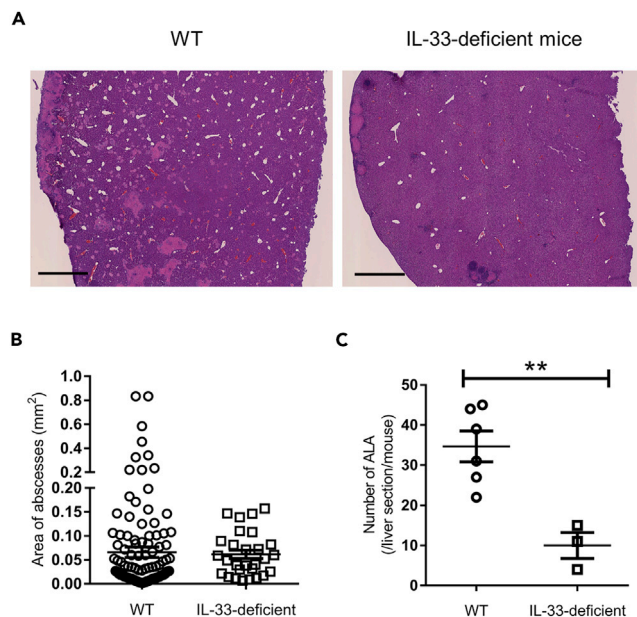 A
WT
IL-33-deficient mice
B
Area of abscesses (mm2)
1.0
0.8
0.6
0.4
0.2
0.20
0.15
0.10
0.05
0.00
WT
IL-33-deficient
C
**
Number of ALA
(/liver section/mouse)
50
40
30
20
10
0
WT
IL-33-deficient